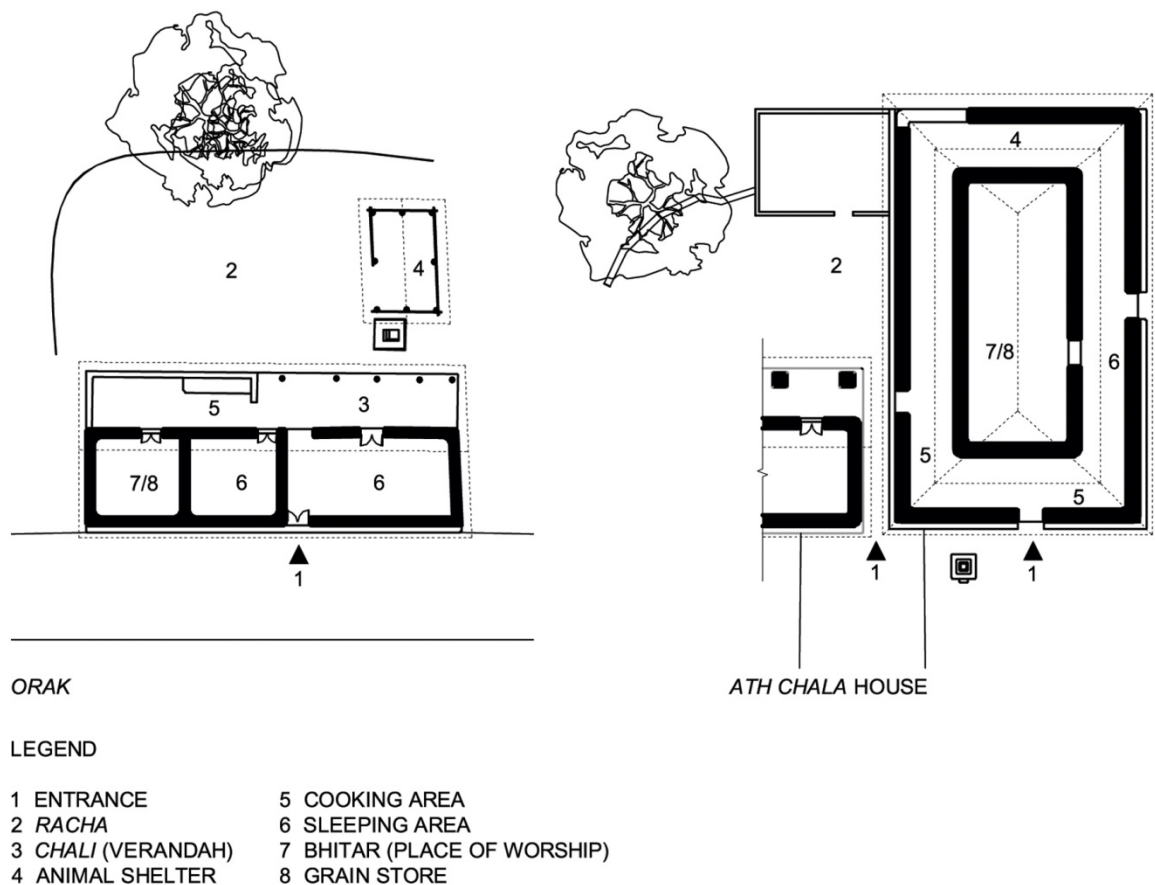 2
4
5
3
7/8
6
6
1
ORAK
4
2
7/8
6
5
5
1
1
ATH CHALA HOUSE
LEGEND
1 ENTRANCE
2 RACHA
3 CHALI (VERANDAH)
4 ANIMAL SHELTER
5 COOKING AREA
6 SLEEPING AREA
7 BHITAR (PLACE OF WORSHIP)
8 GRAIN STORE